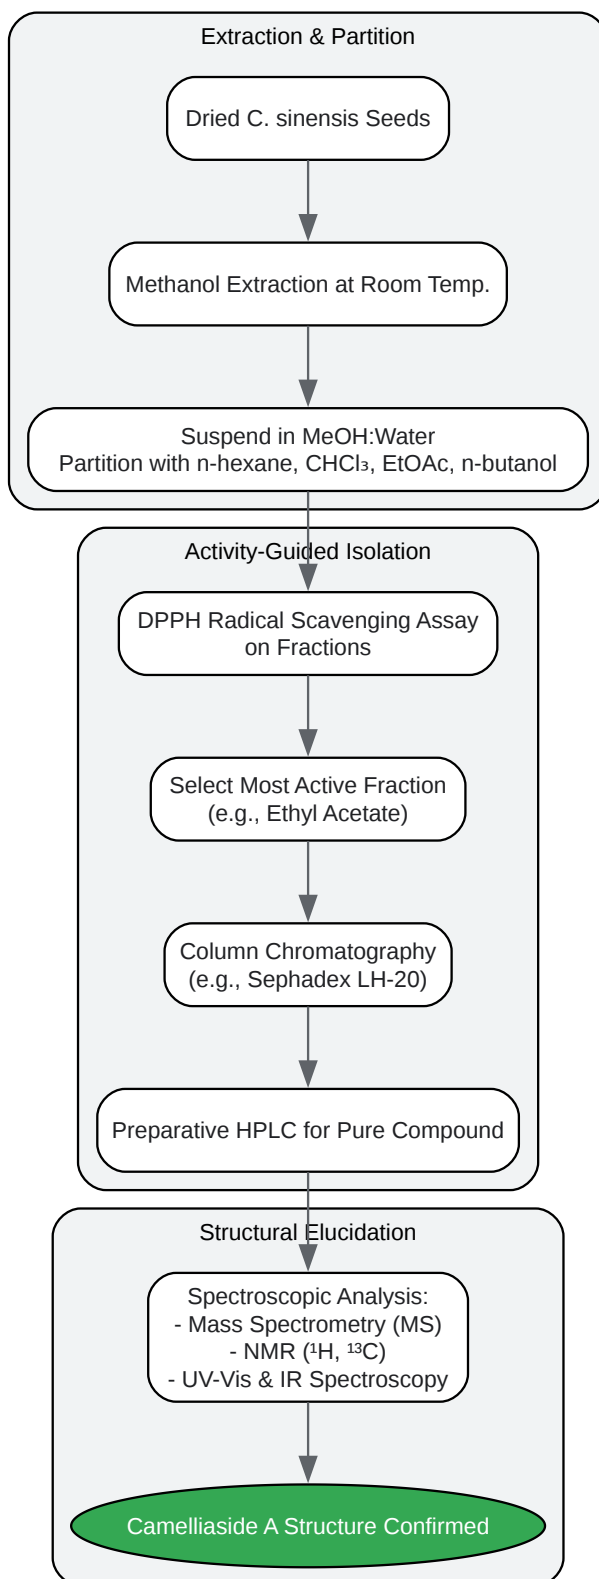 Extraction & Partition
Dried C. sinensis Seeds
Methanol Extraction at Room Temp.
Suspend in MeOH:Water
Partition with n-hexane, CHCl₃, EtOAc, n-butanol
Activity-Guided Isolation
DPPH Radical Scavenging Assay
on Fractions
Select Most Active Fraction
(e.g., Ethyl Acetate)
Column Chromatography
(e.g., Sephadex LH-20)
Preparative HPLC for Pure Compound
Structural Elucidation
Spectroscopic Analysis:
- Mass Spectrometry (MS)
- NMR (¹H, ¹³C)
- UV-Vis & IR Spectroscopy
Camelliaside A Structure Confirmed